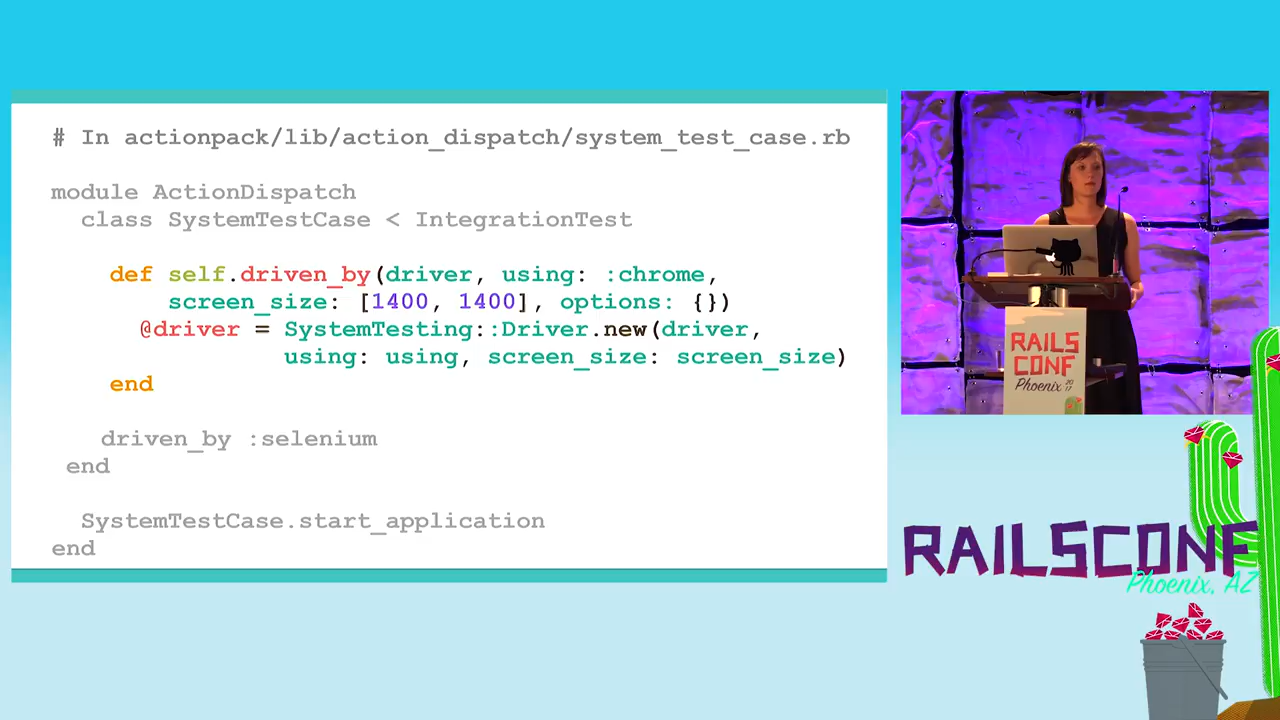 # In actionpack/lib/action_dispatch/system_test_case.rb
module ActionDispatch
class SystemTestCase < IntegrationTest
def self.driven_by(driver, using: :chrome,
screen_size: [1400, 1400], options: {})
@driver = SystemTesting::Driver.new(driver,
using: using, screen_size: screen_size)
end
driven_by :selenium
end
SystemTestCase.start_application
end
RAILS
CONF
Phoenix 20
17
RAILSCONF
Phoenix, AZ